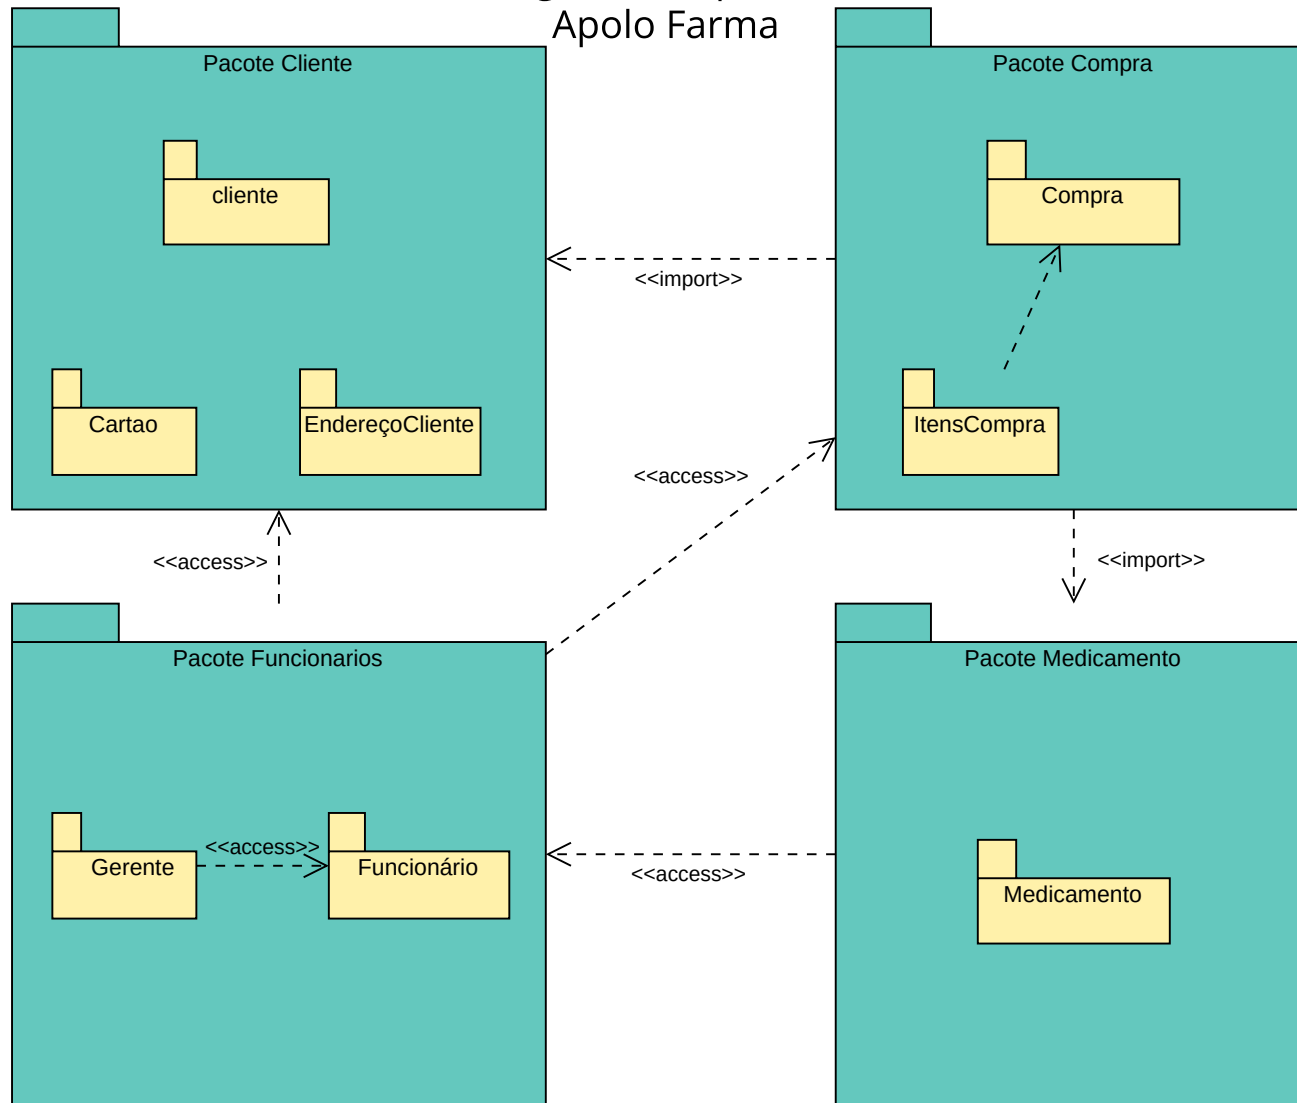 Apolo Farma
Pacote Cliente
Pacote Compra
cliente
Compra
<<import>>
Cartao
EndereçoCliente
ItensCompra
<<access>>
<<access>>
<<import>>
Pacote Funcionarios
Pacote Medicamento
<<access>>
Gerente
Funcionário
<<access>>
Medicamento